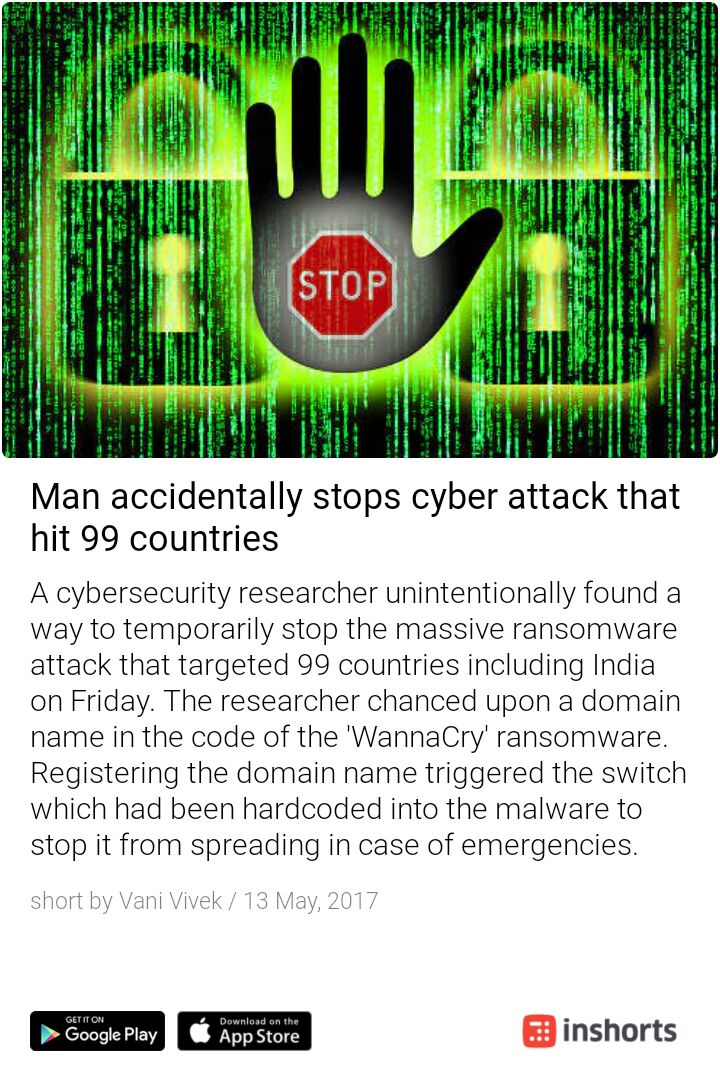 STOP
Man accidentally stops cyber attack that
hit 99 countries
A cybersecurity researcher unintentionally found a
way to temporarily stop the massive ransomware
attack that targeted 99 countries including India
on Friday. The researcher chanced upon a domain
name in the code of the 'WannaCry' ransomware.
Registering the domain name triggered the switch
which had been hardcoded into the malware to
stop it from spreading in case of emergencies.
short by Vani Vivek / 13 May, 2017
GET IT ON
Google Play
Download on the
App Store
inshorts